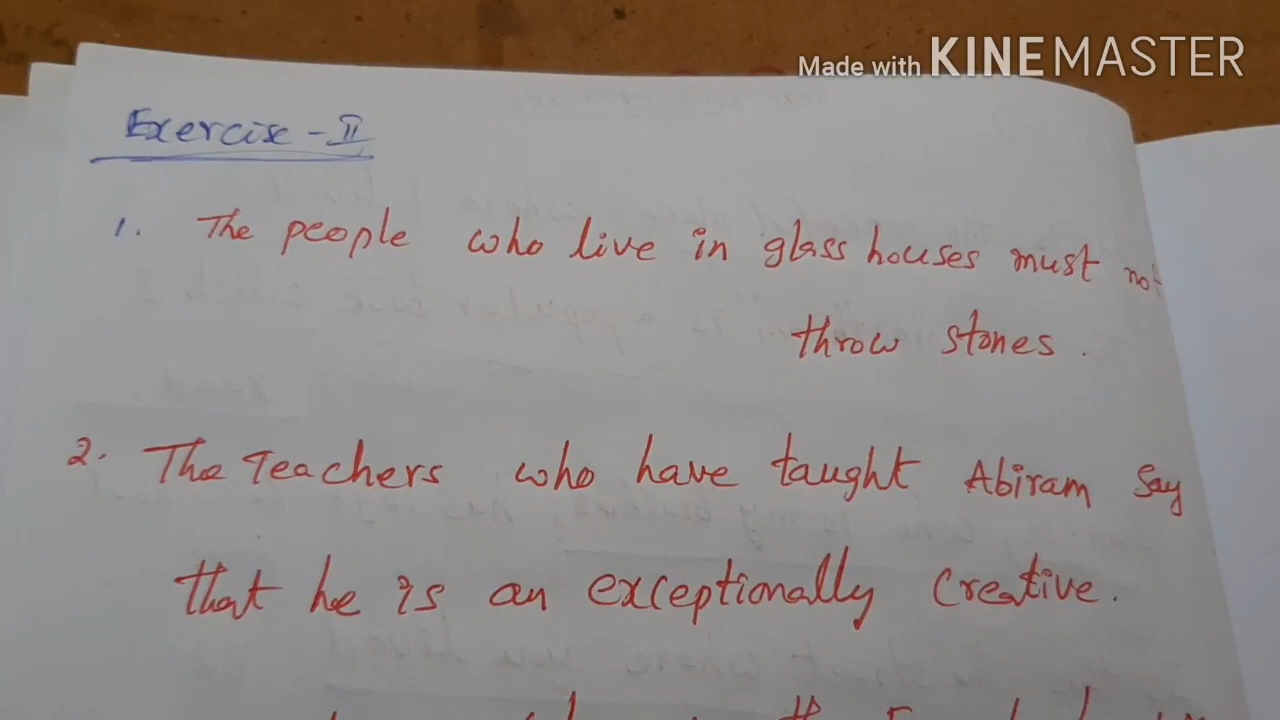 Made with KINEMASTER
Exercise - II
1. The people who live in glass houses must not
throw stones.
2. The Teachers who have taught Abiram say
that he is an exceptionally creative.